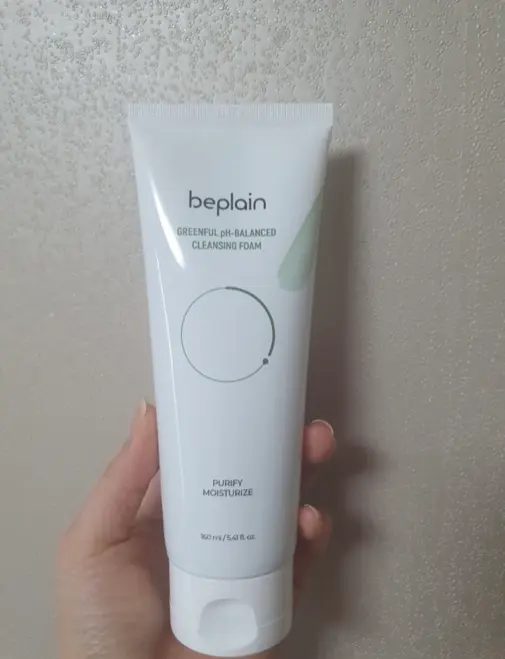 beplain
GREENFUL pH-BALANCED
CLEANSING FOAM
PURIFY
MOISTURIZE
160 ml / 5.41 fl. oz.